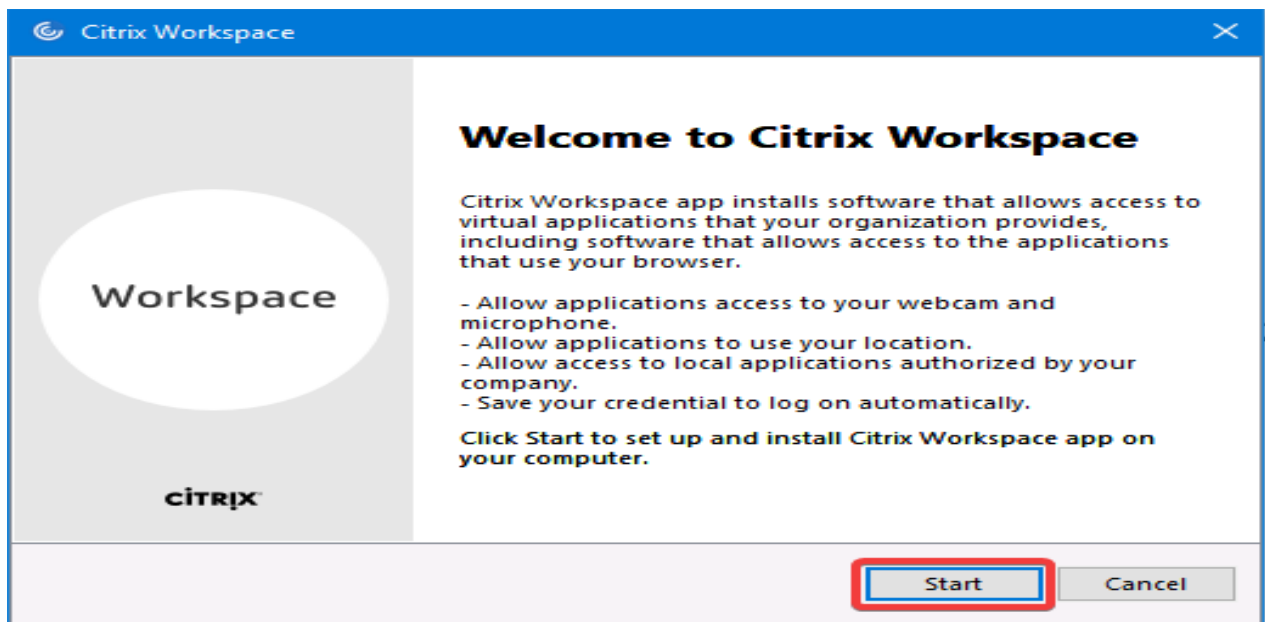 Citrix Workspace
Welcome to Citrix Workspace
Citrix Workspace app installs software that allows access to
virtual applications that your organization provides,
including software that allows access to the applications
that use your browser.
- Allow applications access to your webcam and
microphone.
- Allow applications to use your location.
- Allow access to local applications authorized by your
company.
- Save your credential to log on automatically.
Click Start to set up and install Citrix Workspace app on
your computer.
Workspace
CİTRIX
Start
Cancel